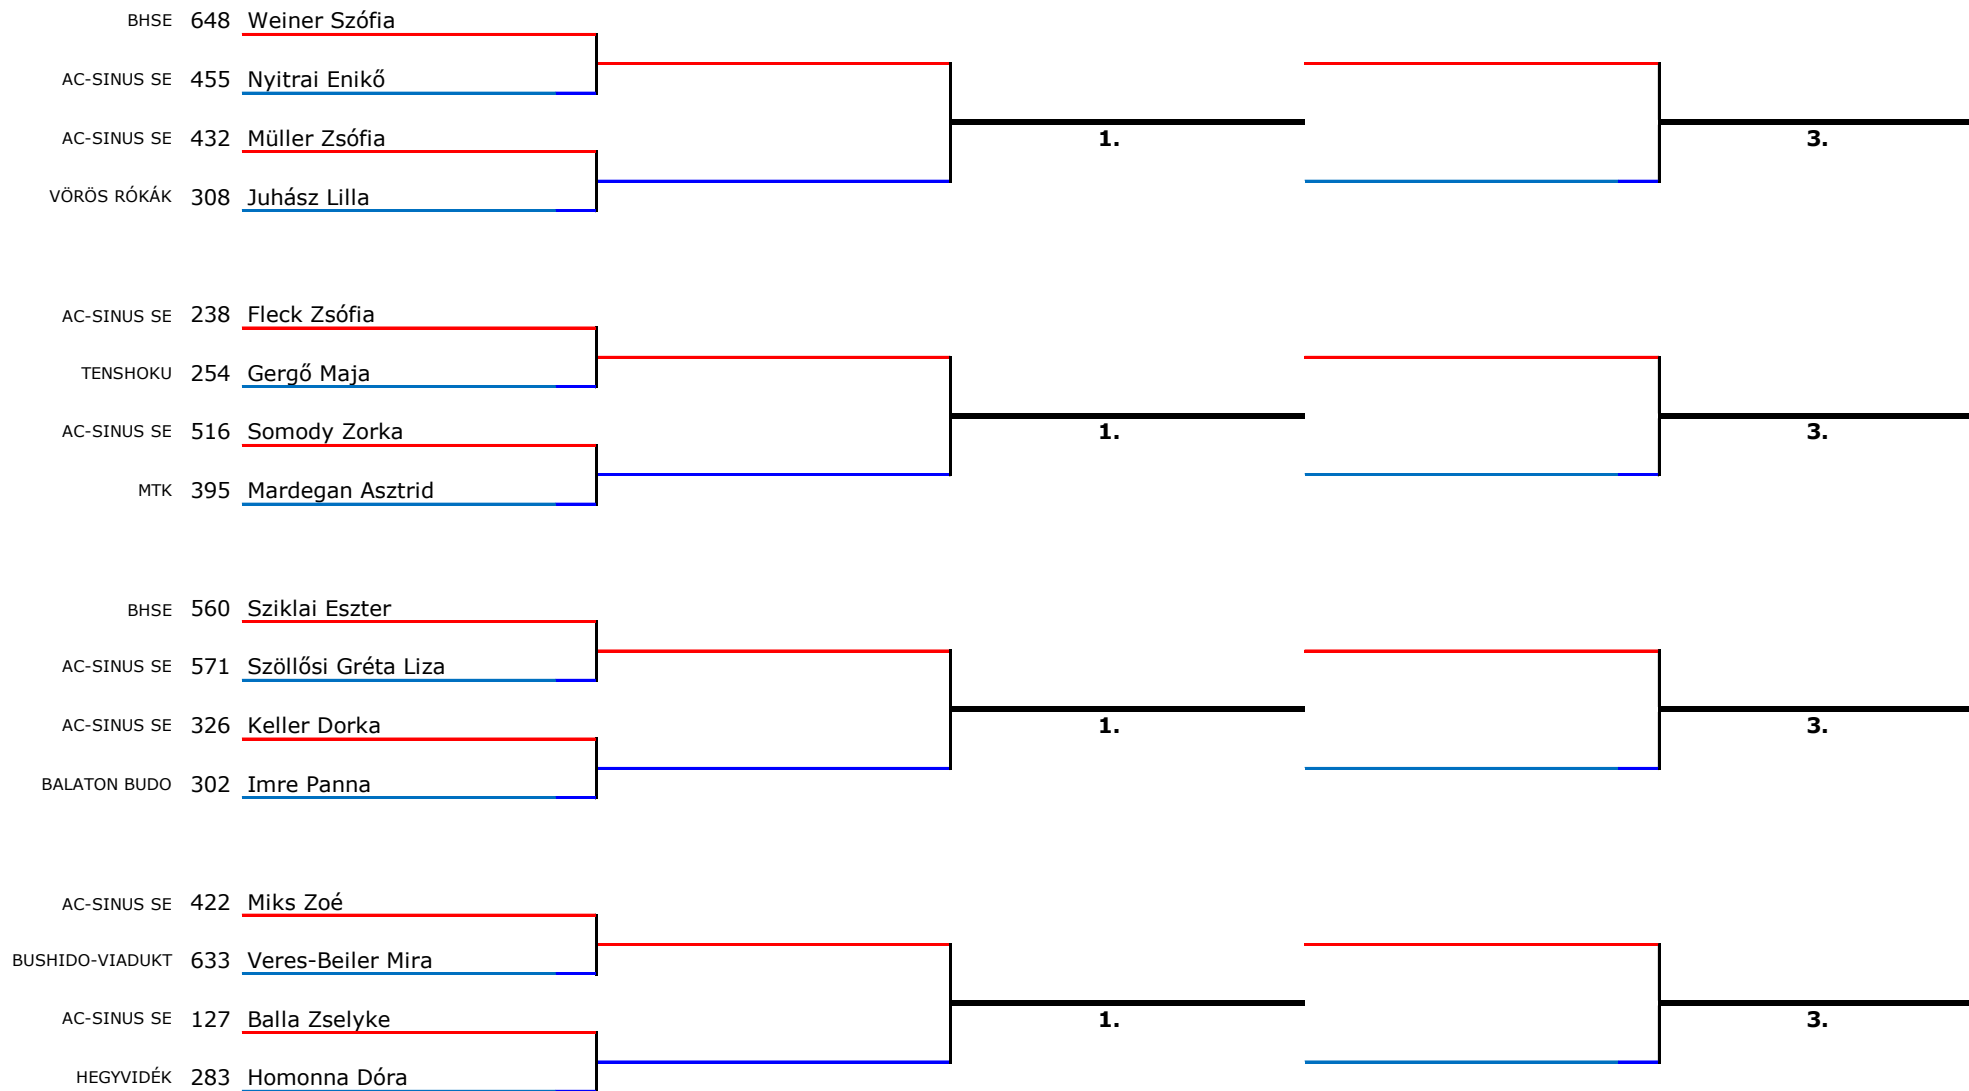 BHSE 648 Weiner Szófia
AC-SINUS SE 455 Nyitrai Enikő
AC-SINUS SE 432 Müller Zsófia 1. 3.
VÖRÖS RÓKÁK 308 Juhász Lilla
AC-SINUS SE 238 Fleck Zsófia
TENSHOKU 254 Gergő Maja
AC-SINUS SE 516 Somody Zorka 1. 3.
MTK 395 Mardegan Asztrid
BHSE 560 Sziklai Eszter
AC-SINUS SE 571 Szöllősi Gréta Liza
AC-SINUS SE 326 Keller Dorka 1. 3.
BALATON BUDO 302 Imre Panna
AC-SINUS SE 422 Miks Zoé
BUSHIDO-VIADUKT 633 Veres-Beiler Mira
AC-SINUS SE 127 Balla Zselyke 1. 3.
HEGYVIDÉK 283 Homonna Dóra